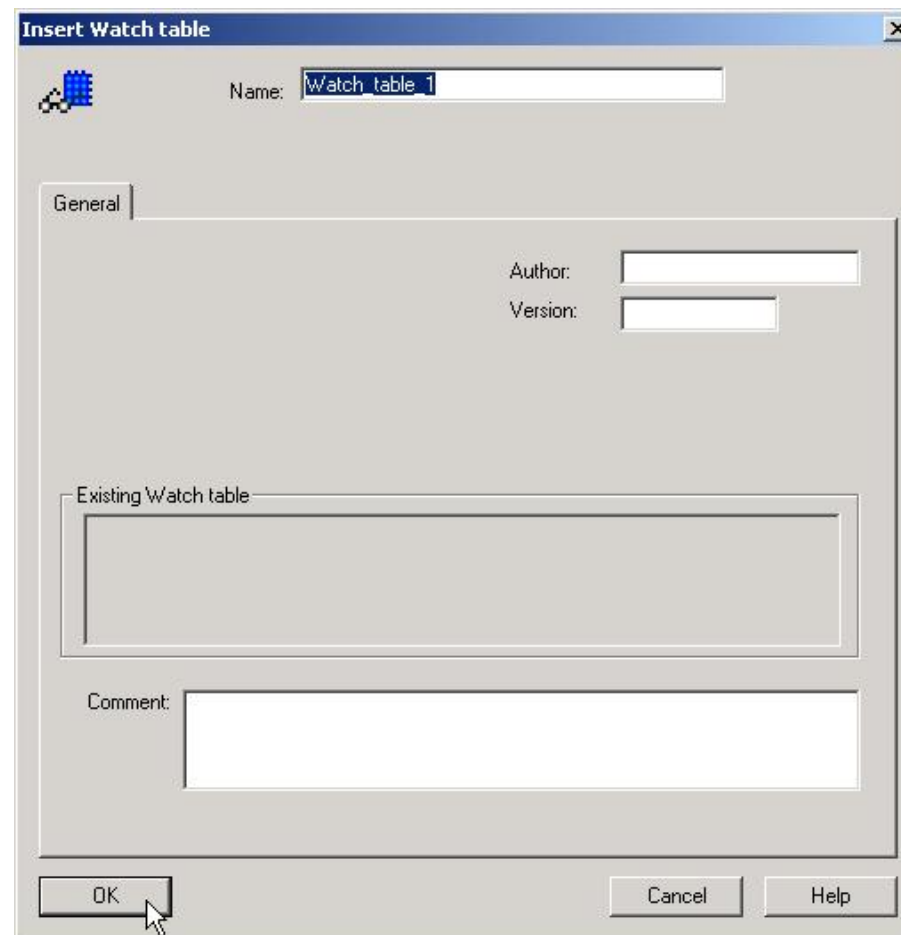 Insert Watch table
Name: Watch_table_1
General
Author:
Version:
Existing Watch table
Comment:
OK Cancel Help